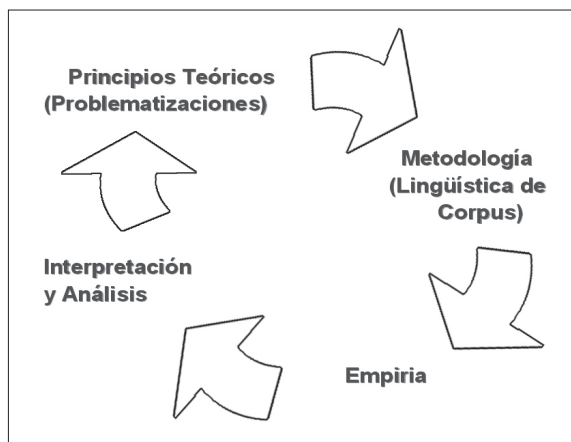 Principios Teóricos
(Problematizaciones)
Metodología
(Lingüística de
Corpus)
Empiria
Interpretación
y Análisis